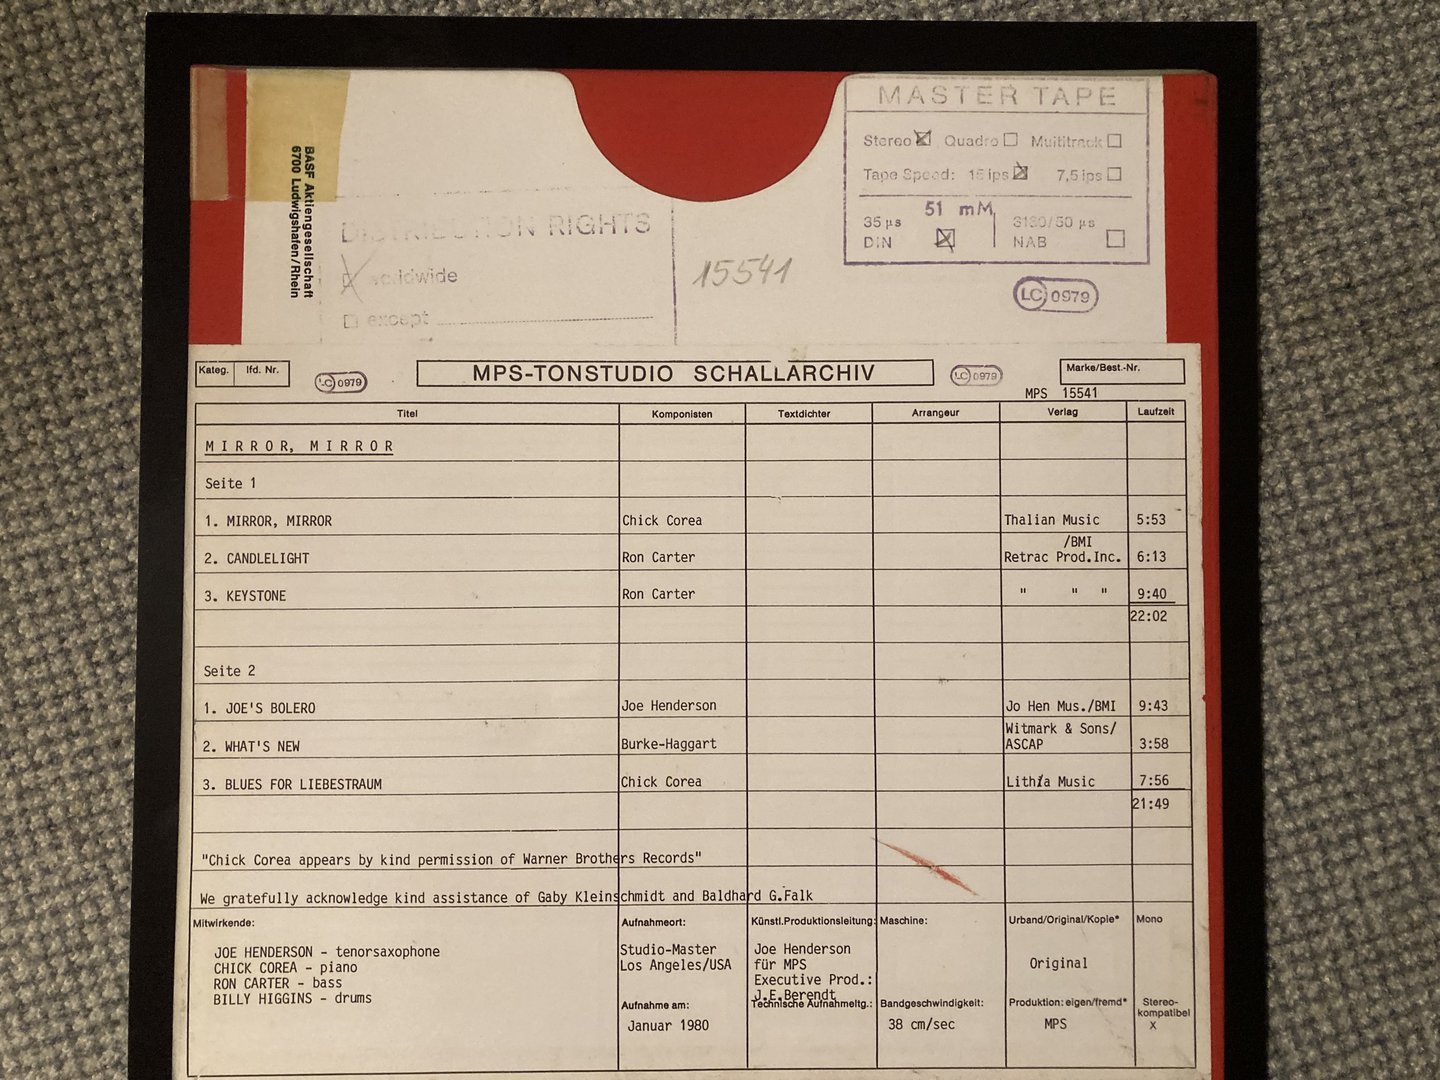 MASTER TAPE
Stereo Quadro Multitrack
Tape Speed: 15 ips 7,5 ips
51 mM
35 µs 3180/50 µs
DIN NAB
BASF Aktiengesellschaft
6700 Ludwigshafen/Rhein
DISTRIBUTION RIGHTS
worldwide
except
15541
LC 0979
Kateg. lfd. Nr.
LC 0979
MPS-TONSTUDIO SCHALLARCHIV
LC 0979
Marke/Best.-Nr.
MPS 15541
Titel Komponisten Textdichter Arrangeur Verlag Laufzeit
MIRROR, MIRROR
Seite 1
1. MIRROR, MIRROR Chick Corea Thalian Music 5:53
/BMI
2. CANDLELIGHT Ron Carter Retrac Prod.Inc. 6:13
3. KEYSTONE Ron Carter " " " 9:40
22:02
Seite 2
1. JOE'S BOLERO Joe Henderson Jo Hen Mus./BMI 9:43
Witmark & Sons/
2. WHAT'S NEW Burke-Haggart ASCAP 3:58
3. BLUES FOR LIEBESTRAUM Chick Corea Lithia Music 7:56
21:49
"Chick Corea appears by kind permission of Warner Brothers Records"
We gratefully acknowledge kind assistance of Gaby Kleinschmidt and Baldhard G.Falk
Mitwirkende:
JOE HENDERSON - tenorsaxophone
CHICK COREA - piano
RON CARTER - bass
BILLY HIGGINS - drums
Aufnahmeort:
Studio-Master
Los Angeles/USA
Aufnahme am:
Januar 1980
Künstl.Produktionsleitung:
Joe Henderson
für MPS
Executive Prod.:
J.E.Berendt
Technische Aufnahmeltg.:
Maschine:
Bandgeschwindigkeit:
38 cm/sec
Urband/Original/Kopie*
Original
Produktion: eigen/fremd*
MPS
Mono
Stereo-
kompatibel
X